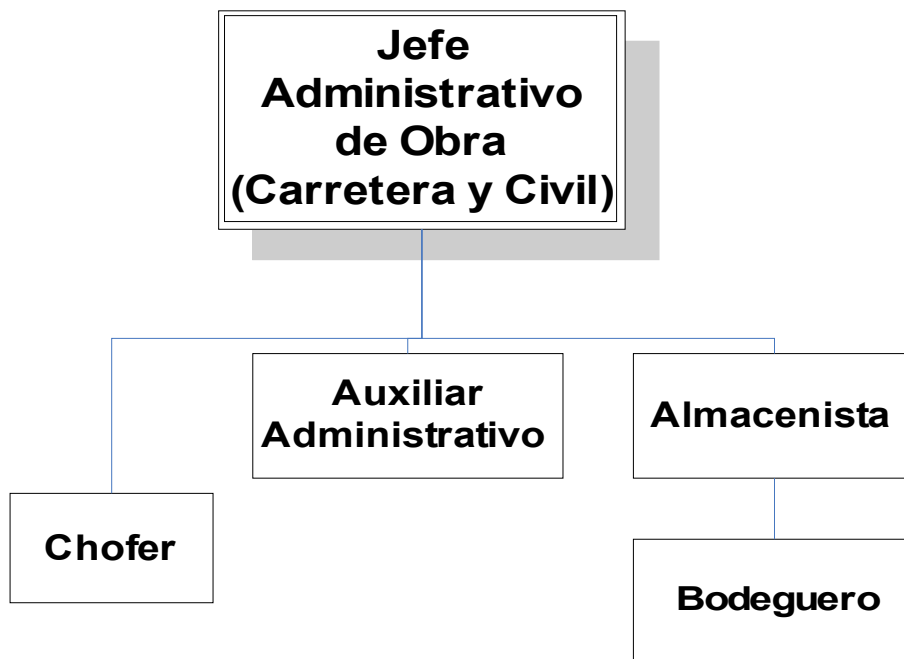 Jefe
Administrativo
de Obra
(Carretera y Civil)
Auxiliar
Administrativo
Almacenista
Chofer
Bodeguero